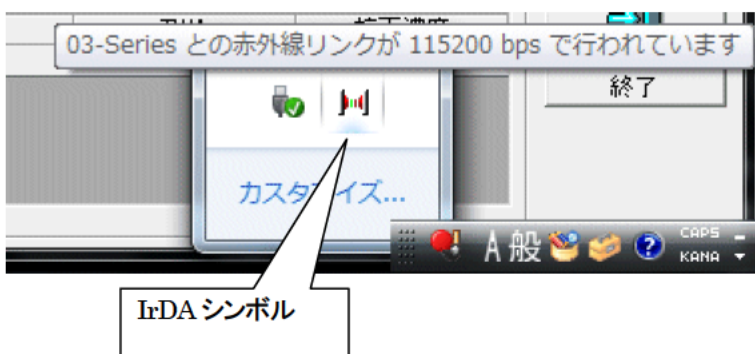 03-Series との赤外線リンクが 115200 bps で行われています
終了
カスタマイズ...
A 般
CAPS
KANA
IrDA シンボル